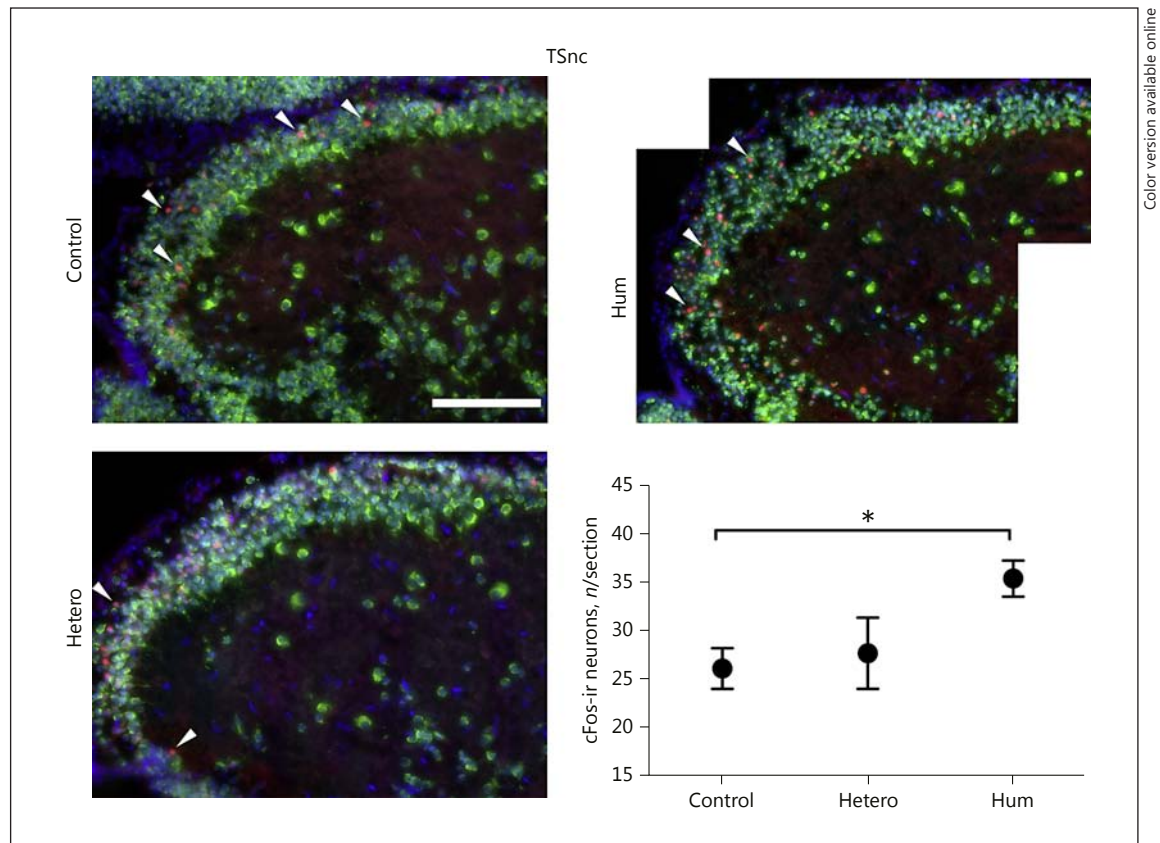 Color version available online
TSnc
Control
Hum
Hetero
cFos-ir neurons, n/section
45
40
35
30
25
20
15
*
Control Hetero Hum